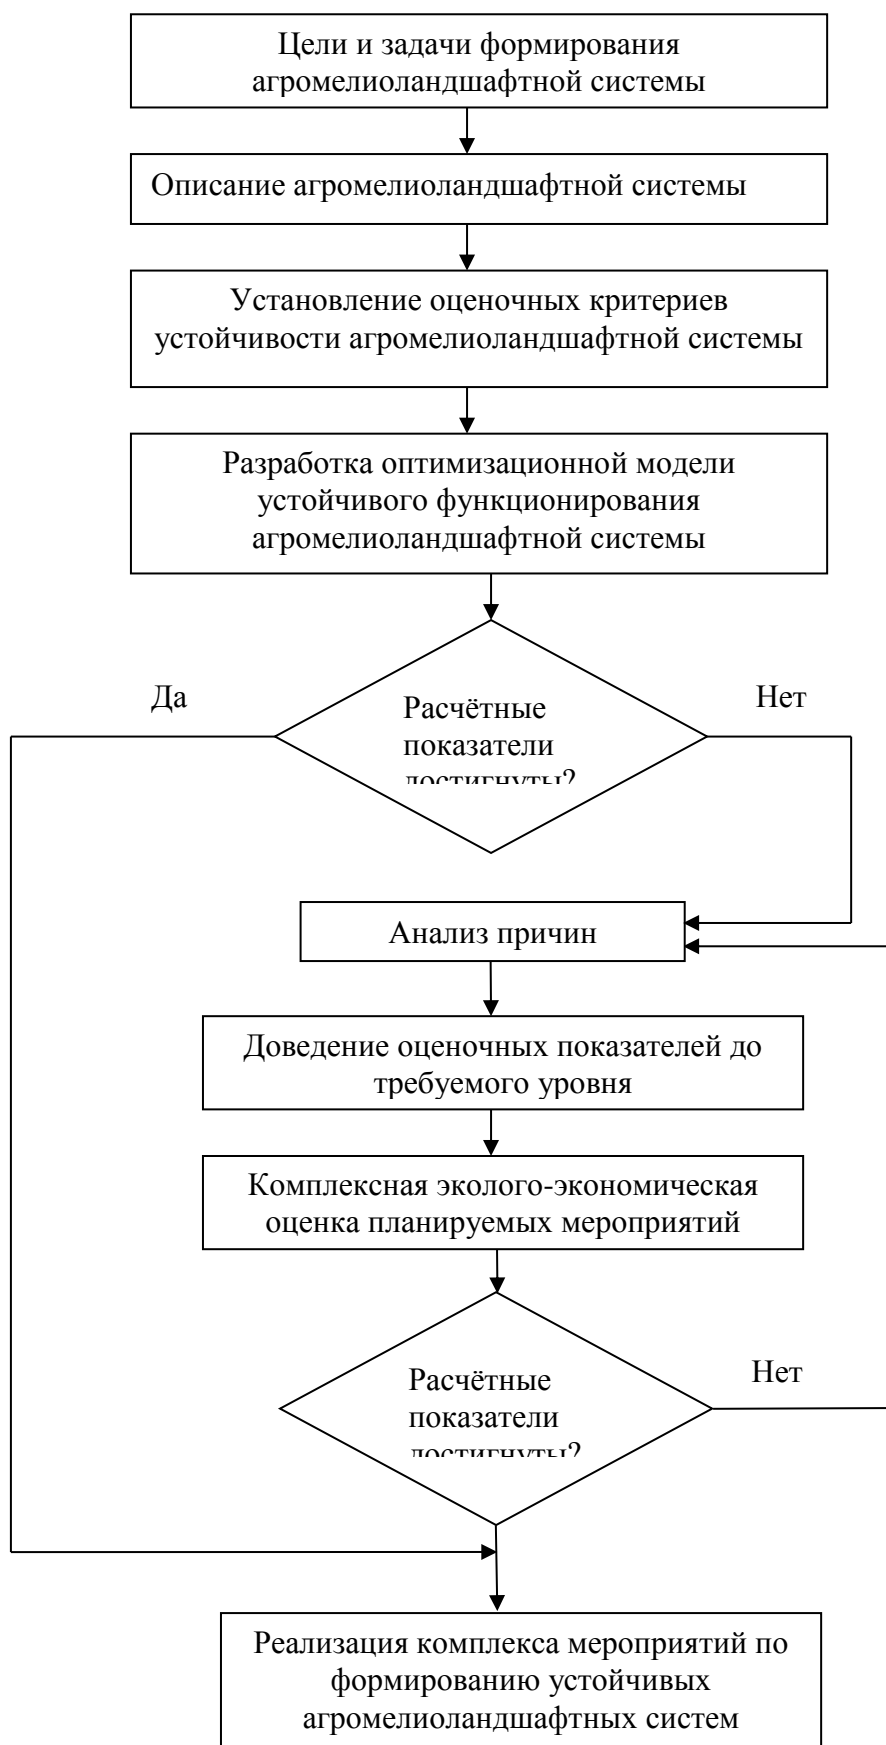 Цели и задачи формирования
агромелиоландшафтной системы
Описание агромелиоландшафтной системы
Установление оценочных критериев
устойчивости агромелиоландшафтной системы
Разработка оптимизационной модели
устойчивого функционирования
агромелиоландшафтной системы
Да
Нет
Расчётные
показатели
достигнуты?
Анализ причин
Доведение оценочных показателей до
требуемого уровня
Комплексная эколого-экономическая
оценка планируемых мероприятий
Нет
Расчётные
показатели
достигнуты?
Реализация комплекса мероприятий по
формированию устойчивых
агромелиоландшафтных систем